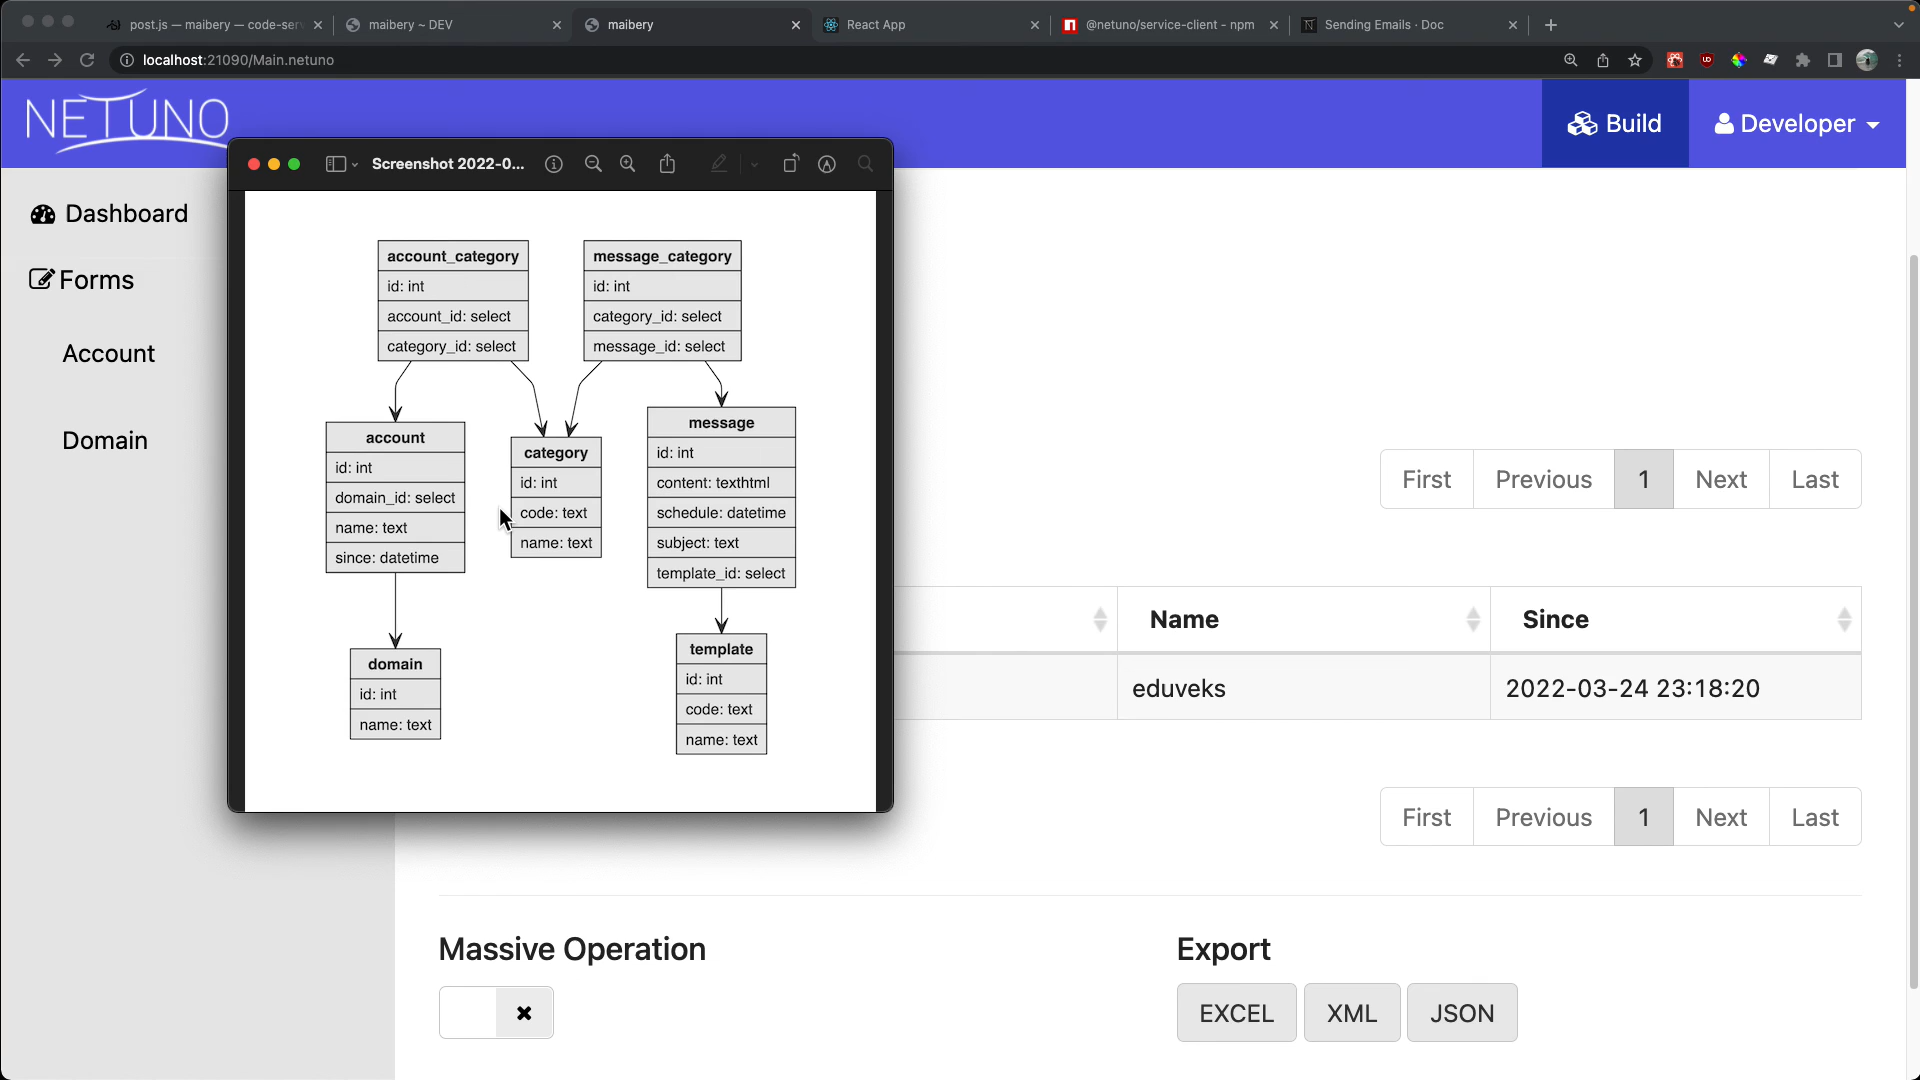 post.js — maibery — code-ser
maibery ~ DEV
maibery
React App
@netuno/service-client - npm
Sending Emails · Doc
localhost:21090/Main.netuno
NETUNO
Build
Developer
Dashboard
Forms
Account
Domain
Screenshot 2022-0...
account_category
id: int
account_id: select
category_id: select
message_category
id: int
category_id: select
message_id: select
account
id: int
domain_id: select
name: text
since: datetime
category
id: int
code: text
name: text
message
id: int
content: texthtml
schedule: datetime
subject: text
template_id: select
domain
id: int
name: text
template
id: int
code: text
name: text
First Previous 1 Next Last
Name Since
eduveks 2022-03-24 23:18:20
First Previous 1 Next Last
Massive Operation
Export
EXCEL XML JSON